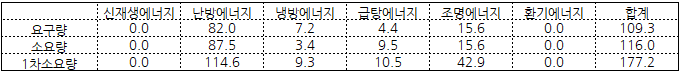 신재생에너지 난방에너지 냉방에너지 급탕에너지 조명에너지 환기에너지 합계
요구량 0.0 82.0 7.2 4.4 15.6 0.0 109.3
소요량 0.0 87.5 3.4 9.5 15.6 0.0 116.0
1차소요량 0.0 114.6 9.3 10.5 42.9 0.0 177.2